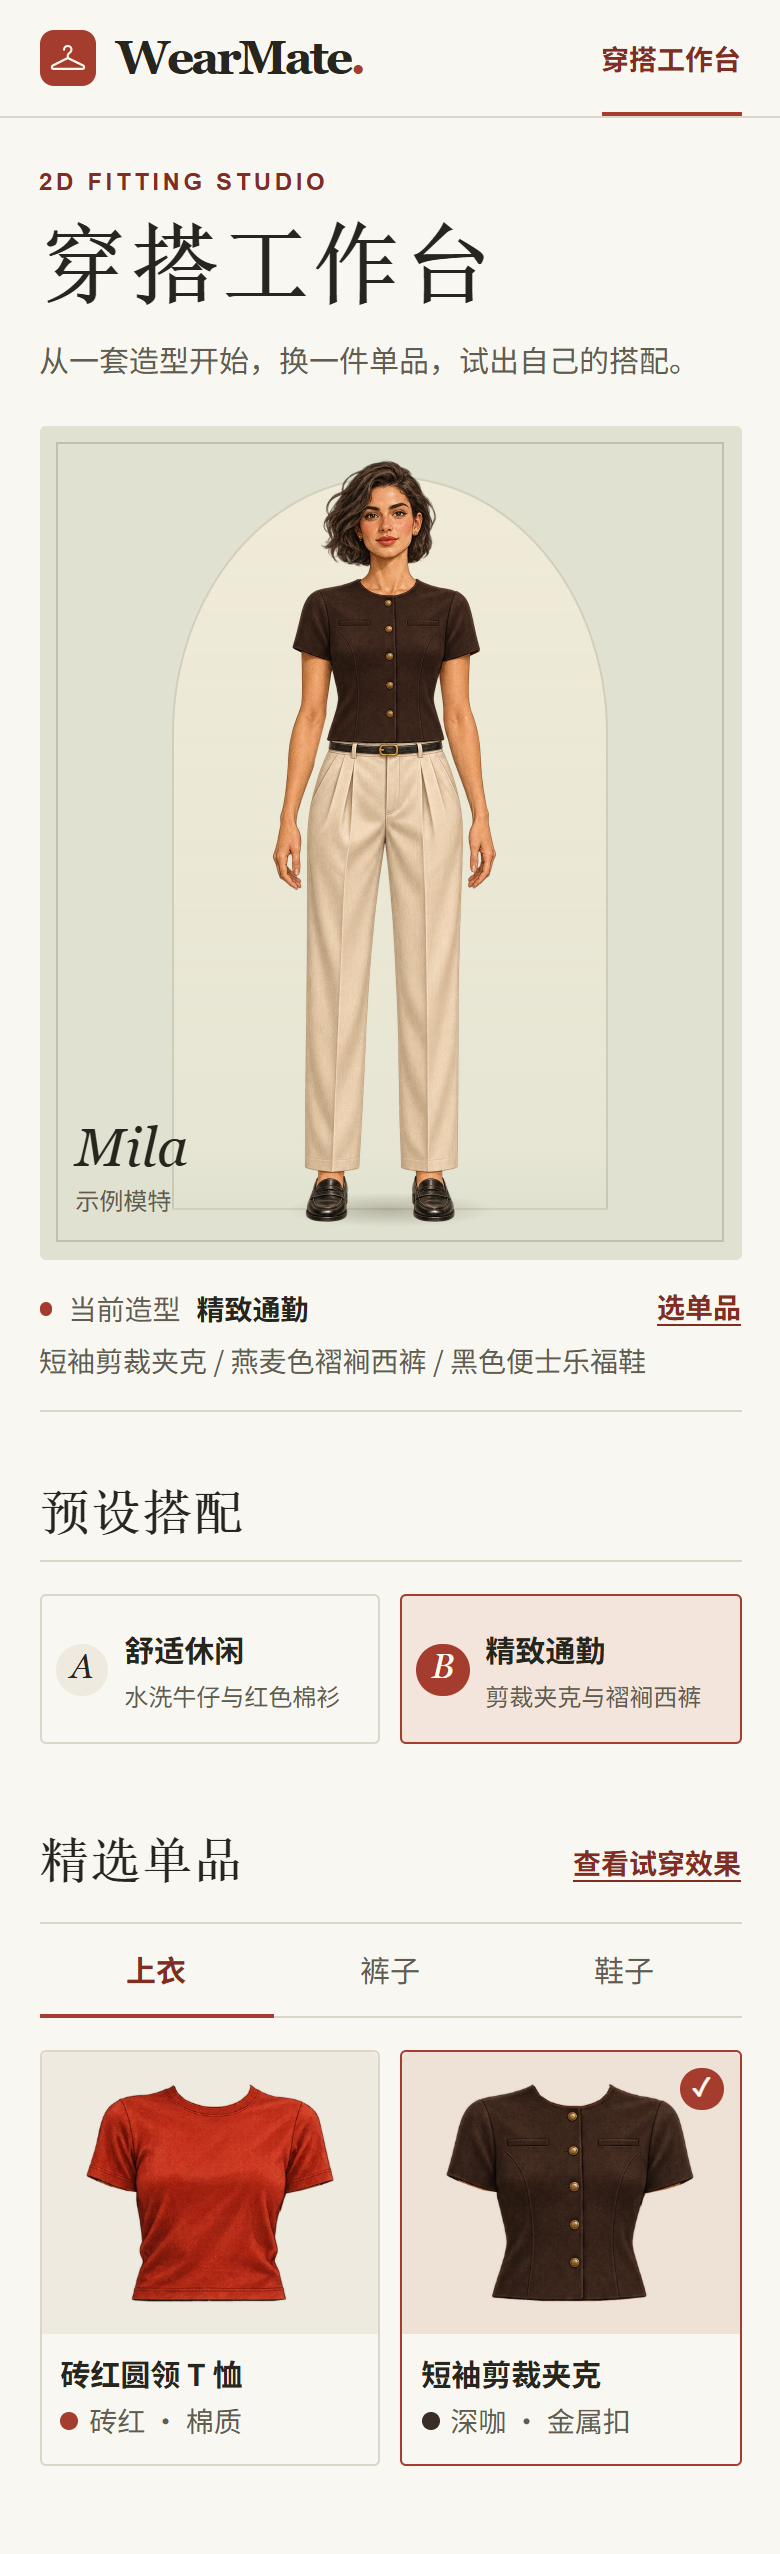 WearMate.
穿搭工作台
2D FITTING STUDIO
穿搭工作台
从一套造型开始，换一件单品，试出自己的搭配。
Mila
示例模特
当前造型 精致通勤
选单品
短袖剪裁夹克 / 燕麦色褶裥西裤 / 黑色便士乐福鞋
预设搭配
A
舒适休闲
水洗牛仔与红色棉衫
B
精致通勤
剪裁夹克与褶裥西裤
精选单品
查看试穿效果
上衣
裤子
鞋子
砖红圆领 T 恤
砖红 · 棉质
短袖剪裁夹克
深咖 · 金属扣